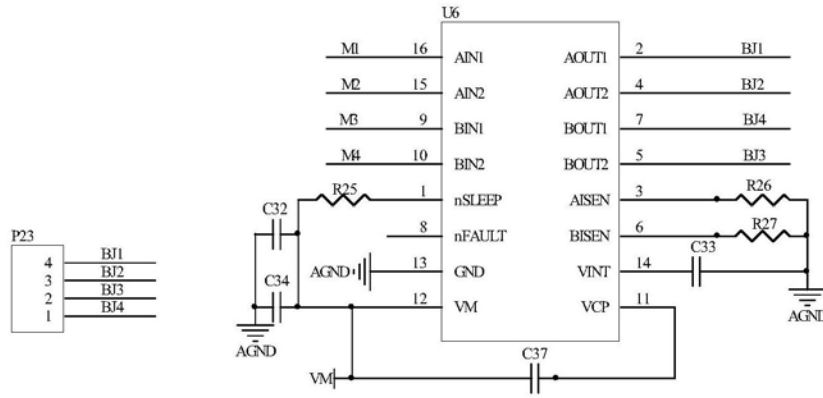 U6
M1 16 AIN1 AOUT1 2 BJ1
M2 15 AIN2 AOUT2 4 BJ2
M3 9 BIN1 BOUT1 7 BJ4
M4 10 BIN2 BOUT2 5 BJ3
R25 1 nSLEEP AISEN 3 R26
C32 8 nFAULT BISEN 6 R27
P23
4 BJ1
3 BJ2
2 BJ3
1 BJ4
AGND 13 GND VINT 14 C33
C34 12 VM VCP 11
AGND
AGND
VM C37